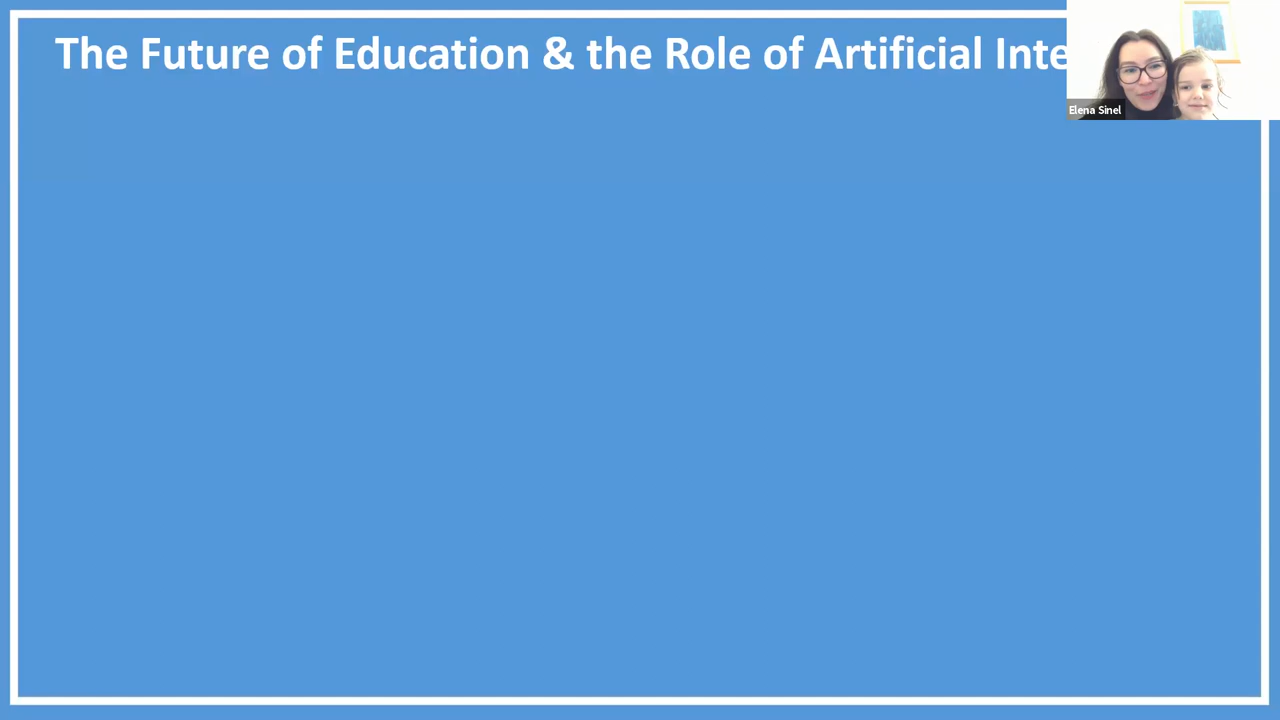 The Future of Education & the Role of Artificial Inte
Elena Sinel